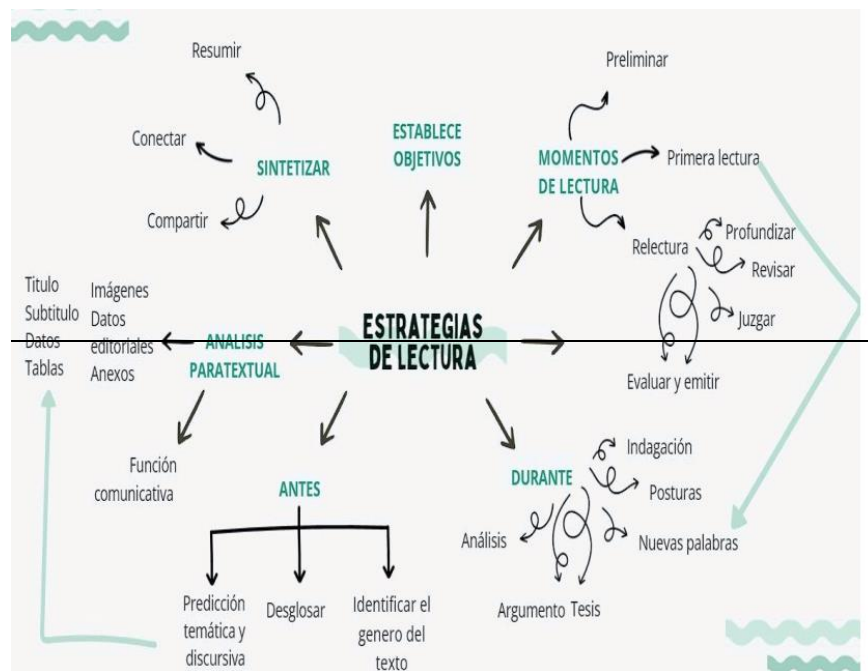 Resumir
Conectar
Compartir
SINTETIZAR
ESTABLECE
OBJETIVOS
MOMENTOS
DE LECTURA
Preliminar
Primera lectura
Relectura
Profundizar
Revisar
Juzgar
Evaluar y emitir
ESTRATEGIAS
DE LECTURA
ANALISIS
PARATEXTUAL
Titulo
Subtitulo
Datos
Tablas
Imágenes
Datos
editoriales
Anexos
Función
comunicativa
ANTES
Predicción
temática y
discursiva
Desglosar
Identificar el
genero del
texto
DURANTE
Indagación
Posturas
Nuevas palabras
Análisis
Argumento
Tesis